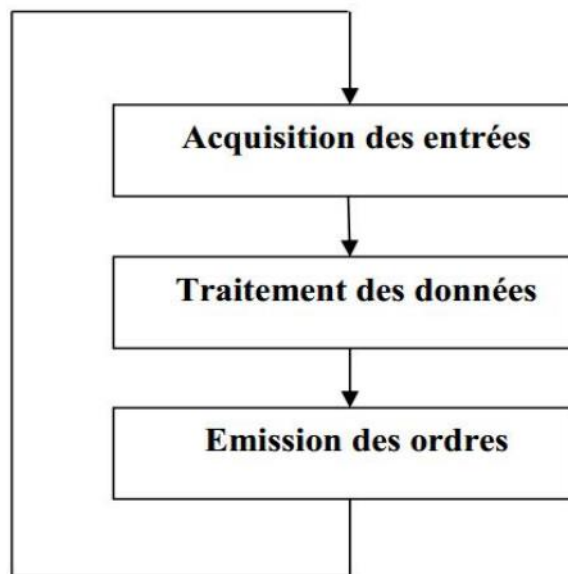 Acquisition des entrées
Traitement des données
Emission des ordres